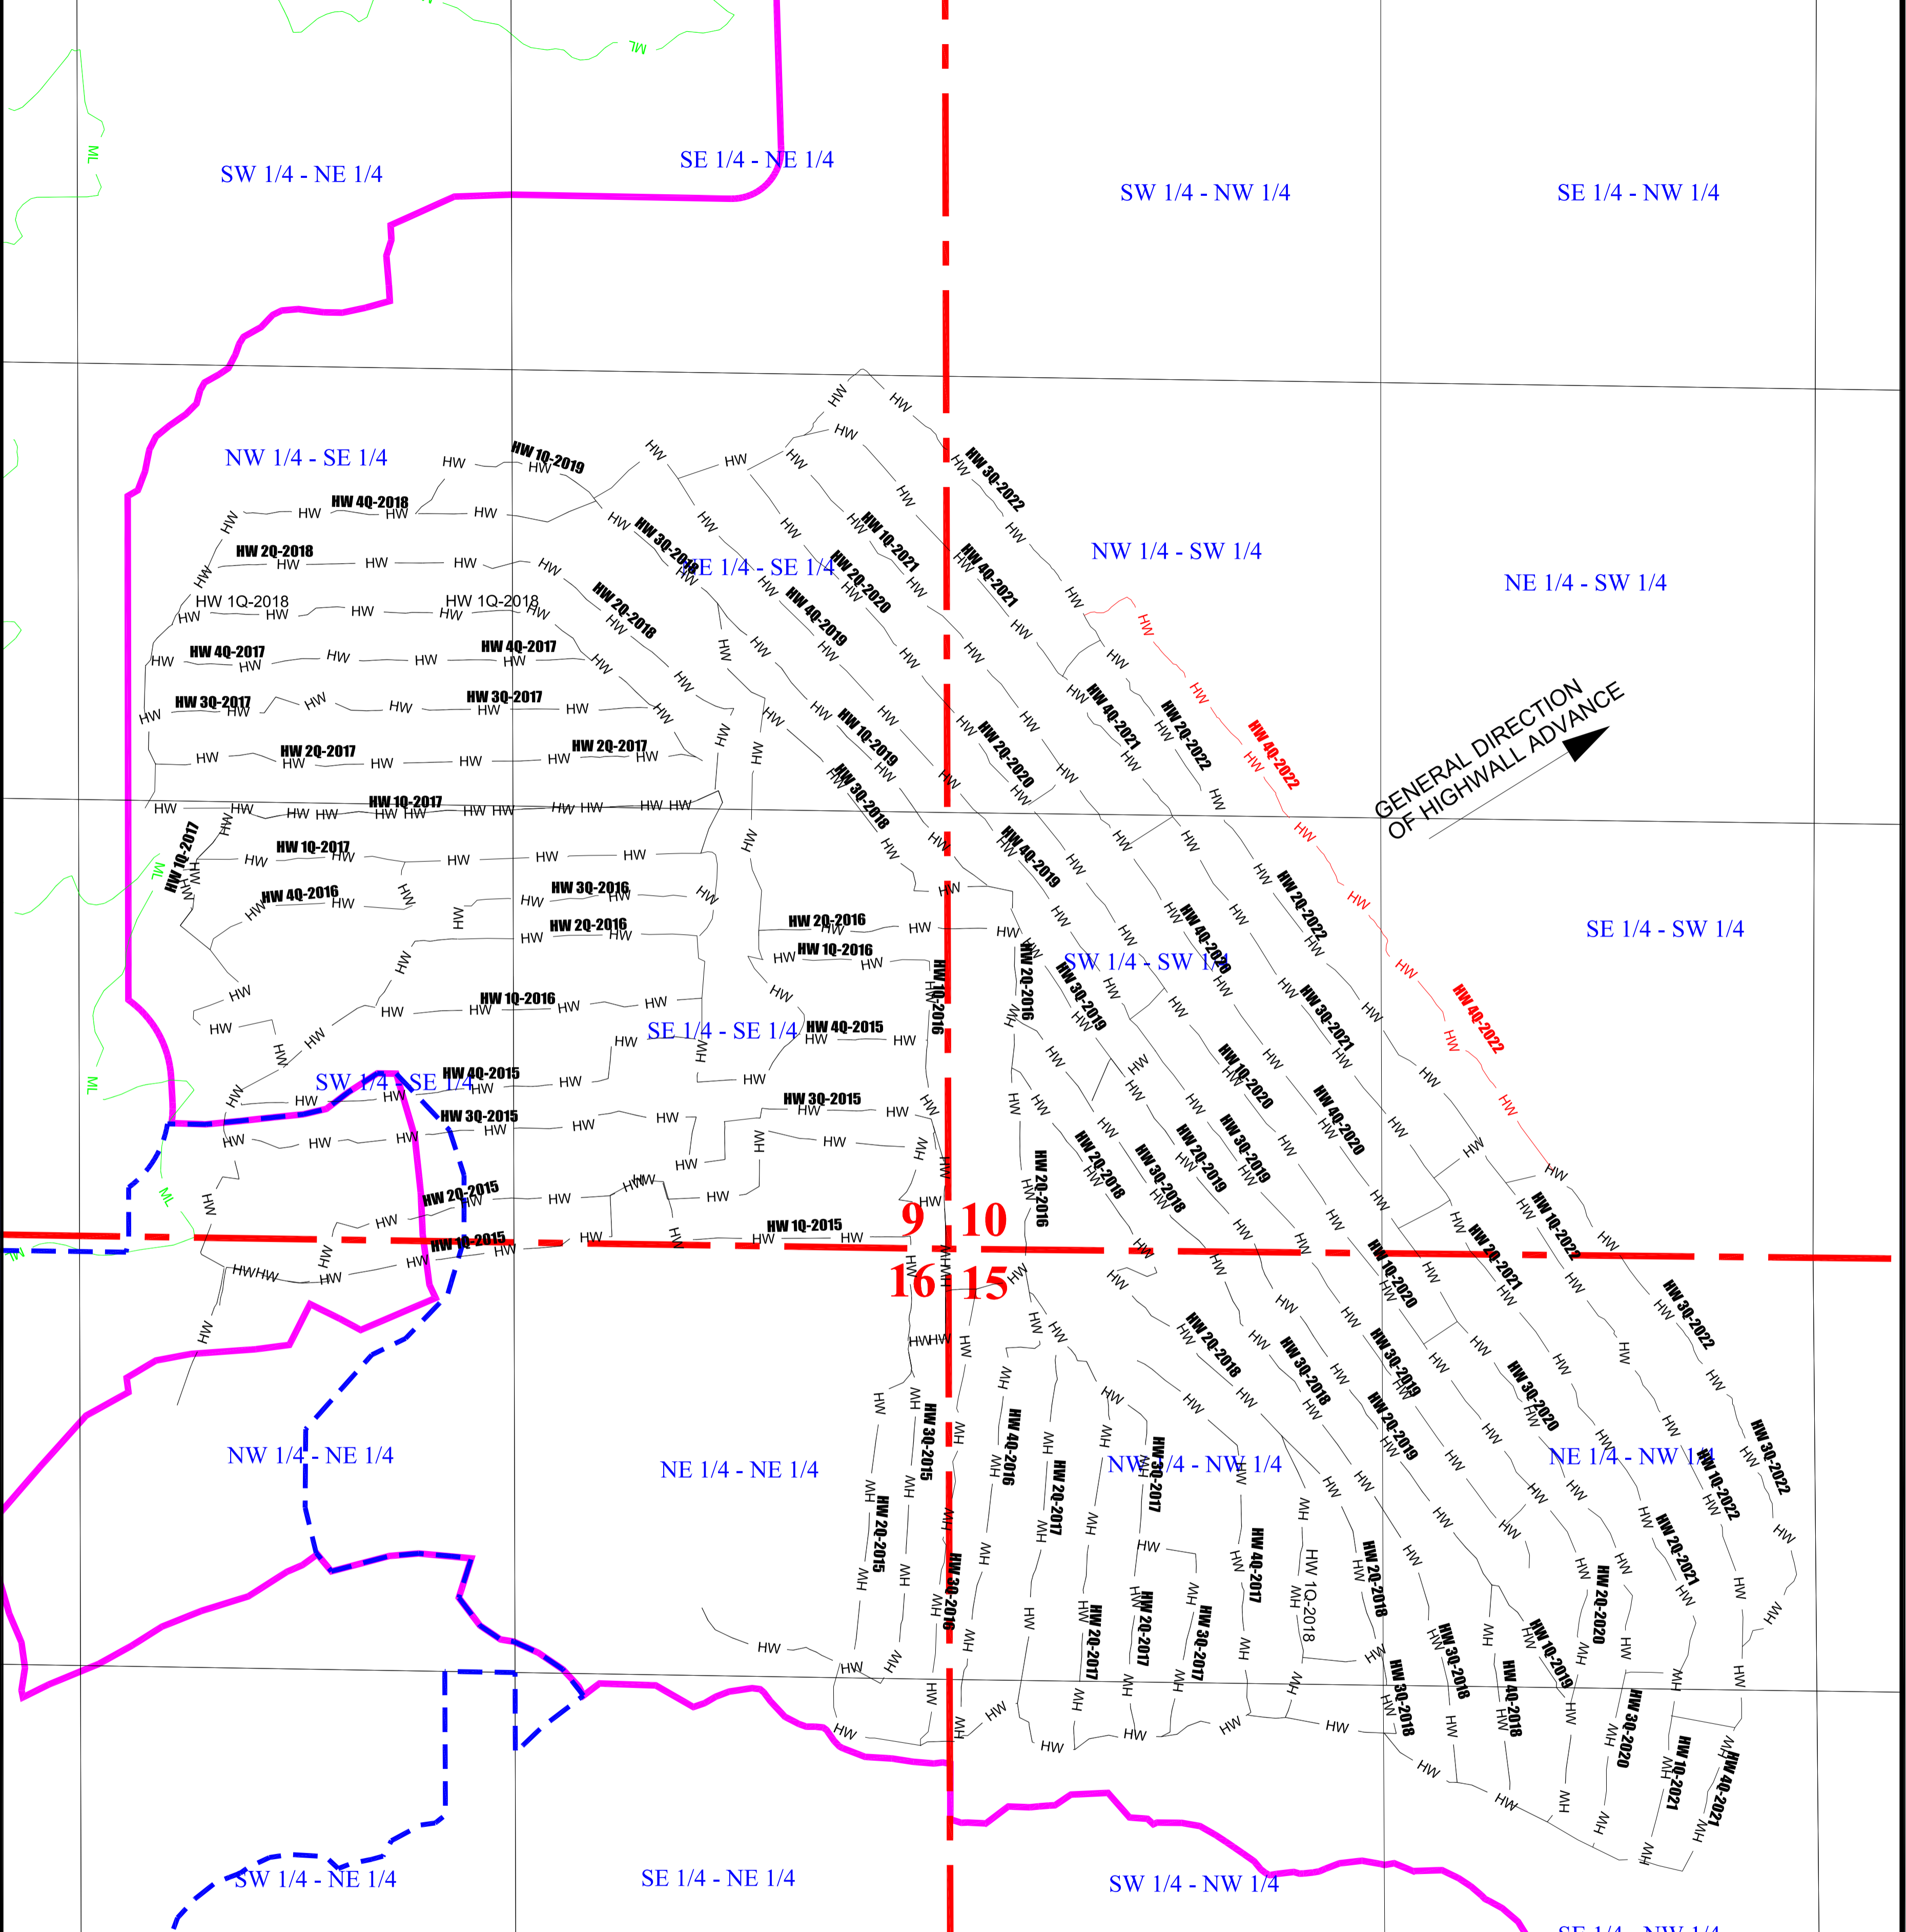 ML
ML
SW 1/4 - NE 1/4
SE 1/4 - NE 1/4
SW 1/4 - NW 1/4
SE 1/4 - NW 1/4
NW 1/4 - SE 1/4
NE 1/4 - SE 1/4
NW 1/4 - SW 1/4
NE 1/4 - SW 1/4
HW 1Q-2019
HW 4Q-2018
HW 3Q-2022
HW 2Q-2018
HW 3Q-2018
HW 1Q-2021
HW 2Q-2020
HW 4Q-2021
HW 1Q-2018
HW 1Q-2018
HW 2Q-2018
HW 4Q-2019
HW 4Q-2017
HW 4Q-2017
HW 3Q-2017
HW 3Q-2017
HW 2Q-2017
HW 2Q-2017
HW 1Q-2019
HW 2Q-2020
HW 4Q-2021
HW 2Q-2022
HW 4Q-2022
GENERAL DIRECTION
OF HIGHWALL ADVANCE
HW 1Q-2017
HW 1Q-2017
HW 1Q-2017
HW 3Q-2018
HW 4Q-2019
HW 4Q-2016
HW 3Q-2016
HW 2Q-2016
HW 2Q-2016
HW 1Q-2016
HW 4Q-2020
HW 2Q-2022
SE 1/4 - SW 1/4
SW 1/4 - SW 1/4
HW 1Q-2016
HW 1Q-2016
HW 2Q-2016
HW 3Q-2019
HW 3Q-2021
HW 4Q-2022
SE 1/4 - SE 1/4
HW 4Q-2015
SW 1/4 - SE 1/4
HW 4Q-2015
HW 3Q-2015
HW 3Q-2015
HW 1Q-2020
HW 4Q-2020
HW 2Q-2015
HW 2Q-2016
HW 2Q-2018
HW 3Q-2018
HW 2Q-2019
HW 3Q-2019
HW 1Q-2015
HW 1Q-2015
9
10
16
15
HW 1Q-2020
HW 2Q-2021
HW 1Q-2022
HW 3Q-2022
HW 2Q-2018
HW 3Q-2018
HW 3Q-2019
HW 2Q-2019
HW 3Q-2020
HW 3Q-2022
NW 1/4 - NE 1/4
NE 1/4 - NE 1/4
NW 1/4 - NW 1/4
NE 1/4 - NW 1/4
HW 3Q-2015
HW 4Q-2016
HW 2Q-2017
HW 3Q-2017
HW 1Q-2022
HW 2Q-2015
HW 3Q-2016
HW 4Q-2017
HW 1Q-2018
HW 2Q-2018
HW 2Q-2020
HW 2Q-2021
HW 2Q-2017
HW 2Q-2017
HW 3Q-2017
HW 3Q-2018
HW 3Q-2018
HW 4Q-2018
HW 1Q-2019
HW 3Q-2020
HW 1Q-2021
HW 4Q-2021
SW 1/4 - NE 1/4
SE 1/4 - NE 1/4
SW 1/4 - NW 1/4
SE 1/4 - NW 1/4